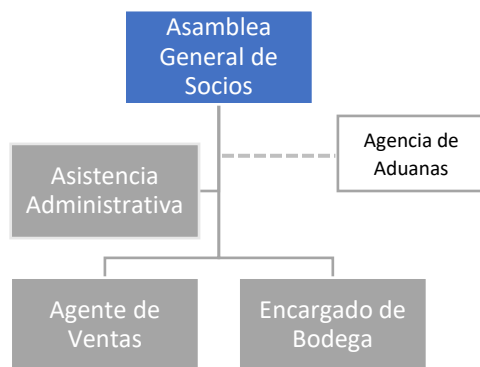 Asamblea
General de
Socios
Agencia de
Aduanas
Asistencia
Administrativa
Agente de
Ventas
Encargado de
Bodega